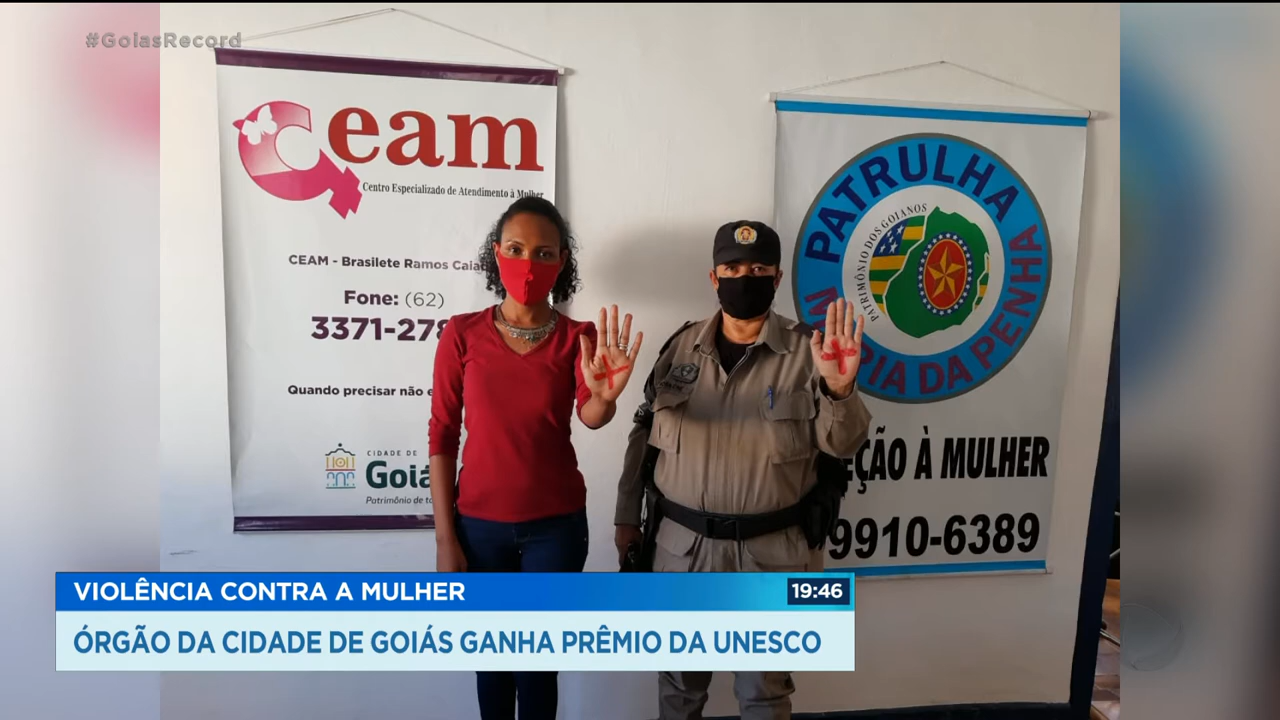 #GoiasRecord
Ceam
Centro Especializado de Atendimento à Mulher
CEAM - Brasilete Ramos Caiad
Fone: (62)
3371-278
Quando precisar não e
CIDADE DE
Goiás
Patrimônio de to
PATRULHA
MARIA DA PENHA
PATRIMÔNIO DOS GOIANOS
EÇÃO À MULHER
9910-6389
VIOLÊNCIA CONTRA A MULHER
19:46
ÓRGÃO DA CIDADE DE GOIÁS GANHA PRÊMIO DA UNESCO